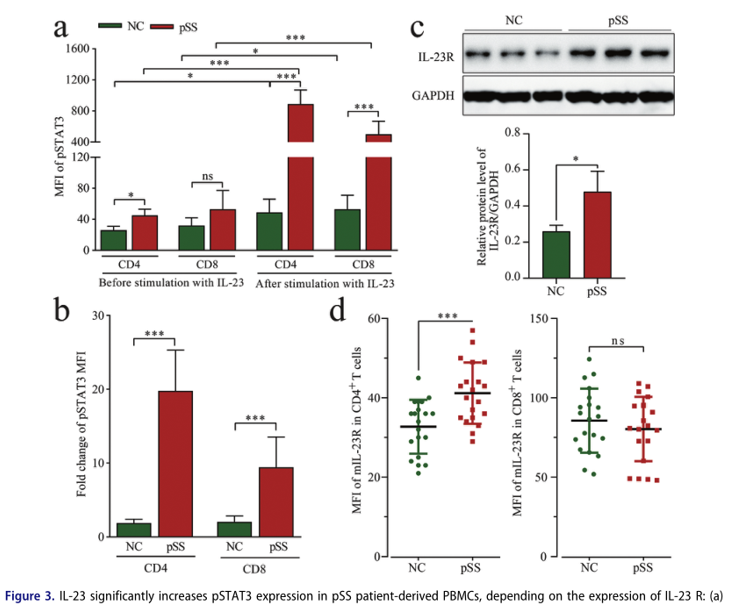 a
NC pSS
MFI of pSTAT3
1600
1200
800
400
120
80
40
0
*
ns
*
***
*
***
***
***
CD4 CD8 CD4 CD8
Before stimulation with IL-23 After stimulation with IL-23
b
Fold change of pSTAT3 MFI
30
20
10
0
***
***
NC pSS NC pSS
CD4 CD8
c
NC pSS
IL-23R
GAPDH
Relative protein level of
IL-23R/GAPDH
0.8
0.6
0.4
0.2
0.0
*
NC pSS
d
MFI of mIL-23R in CD4+ T cells
60
40
20
0
***
NC pSS
MFI of mIL-23R in CD8+ T cells
150
100
50
0
ns
NC pSS
Figure 3. IL-23 significantly increases pSTAT3 expression in pSS patient-derived PBMCs, depending on the expression of IL-23 R: (a)